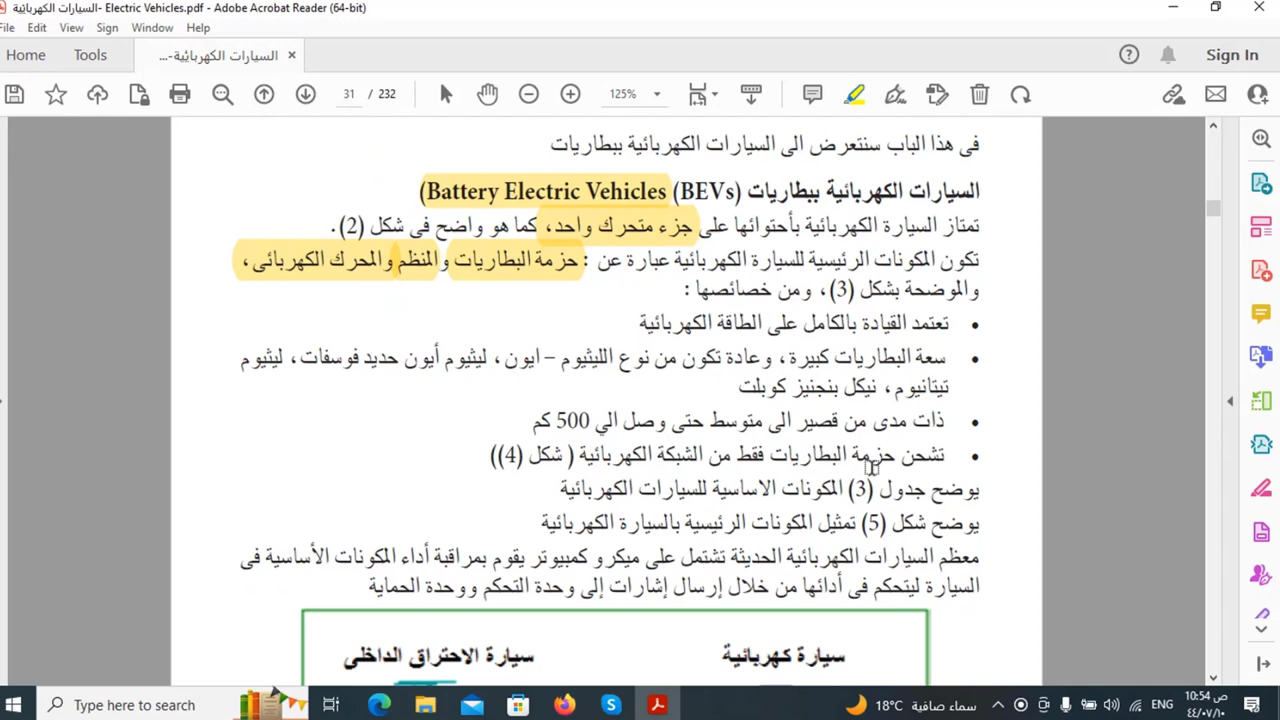 السيارات الكهربائية- Electric Vehicles.pdf - Adobe Acrobat Reader (64-bit)
File Edit View Sign Window Help
Home Tools السيارات الكهربائية-... Sign In
31 / 232 125%
فى هذا الباب سنتعرض الى السيارات الكهربائية ببطاريات
السيارات الكهربائية ببطاريات (BEVs) Battery Electric Vehicles)
تمتاز السيارة الكهربائية بأحتوائها على جزء متحرك واحد، كما هو واضح فى شكل (2).
تكون المكونات الرئيسية للسيارة الكهربائية عبارة عن : حزمة البطاريات والمنظم والمحرك الكهربائى،
والموضحة بشكل (3)، ومن خصائصها :
• تعتمد القيادة بالكامل على الطاقة الكهربائية
• سعة البطاريات كبيرة، وعادة تكون من نوع الليثيوم – ايون، ليثيوم أيون حديد فوسفات، ليثيوم
تيتانيوم، نيكل بنجنيز كوبلت
• ذات مدى من قصير الى متوسط حتى وصل الي 500 كم
• تشحن حزمة البطاريات فقط من الشبكة الكهربائية ( شكل (4))
يوضح جدول (3) المكونات الاساسية للسيارات الكهربائية
يوضح شكل (5) تمثيل المكونات الرئيسية بالسيارة الكهربائية
معظم السيارات الكهربائية الحديثة تشتمل على ميكرو كمبيوتر يقوم بمراقبة أداء المكونات الأساسية فى
السيارة ليتحكم فى أدائها من خلال إرسال إشارات إلى وحدة التحكم ووحدة الحماية
سيارة كهربائية سيارة الاحتراق الداخلى
Type here to search 18°C سماء صافية ENG 10:54 ص
٤٤/٠٧/١٠